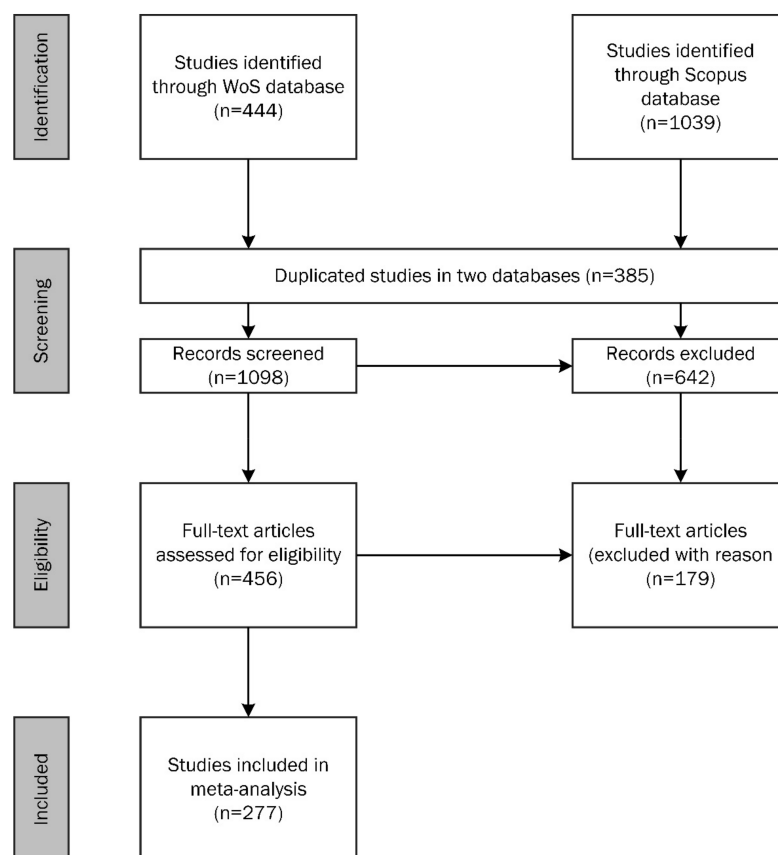 Identification
Studies identified
through WoS database
(n=444)
Studies identified
through Scopus
database
(n=1039)
Screening
Duplicated studies in two databases (n=385)
Records screened
(n=1098)
Records excluded
(n=642)
Eligibility
Full-text articles
assessed for eligibility
(n=456)
Full-text articles
(excluded with reason
(n=179)
Included
Studies included in
meta-analysis
(n=277)